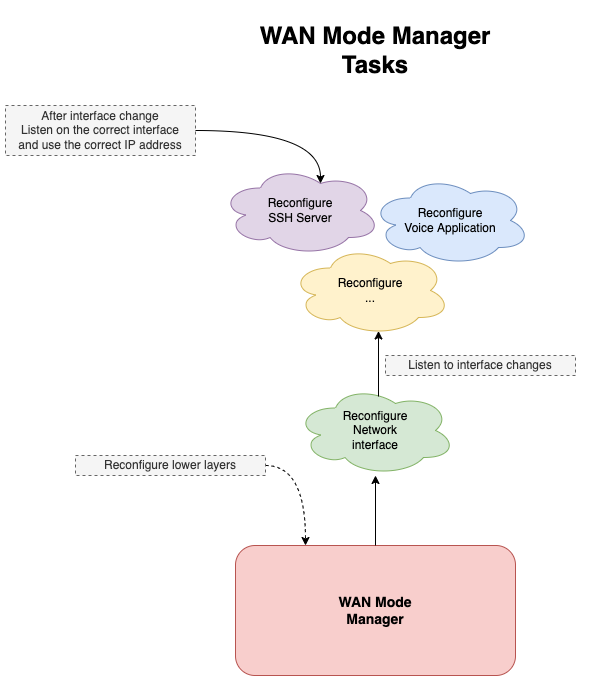 WAN Mode Manager
Tasks
After interface change
Listen on the correct interface
and use the correct IP address
Reconfigure
SSH Server
Reconfigure
Voice Application
Reconfigure
...
Listen to interface changes
Reconfigure
Network
interface
Reconfigure lower layers
WAN Mode
Manager